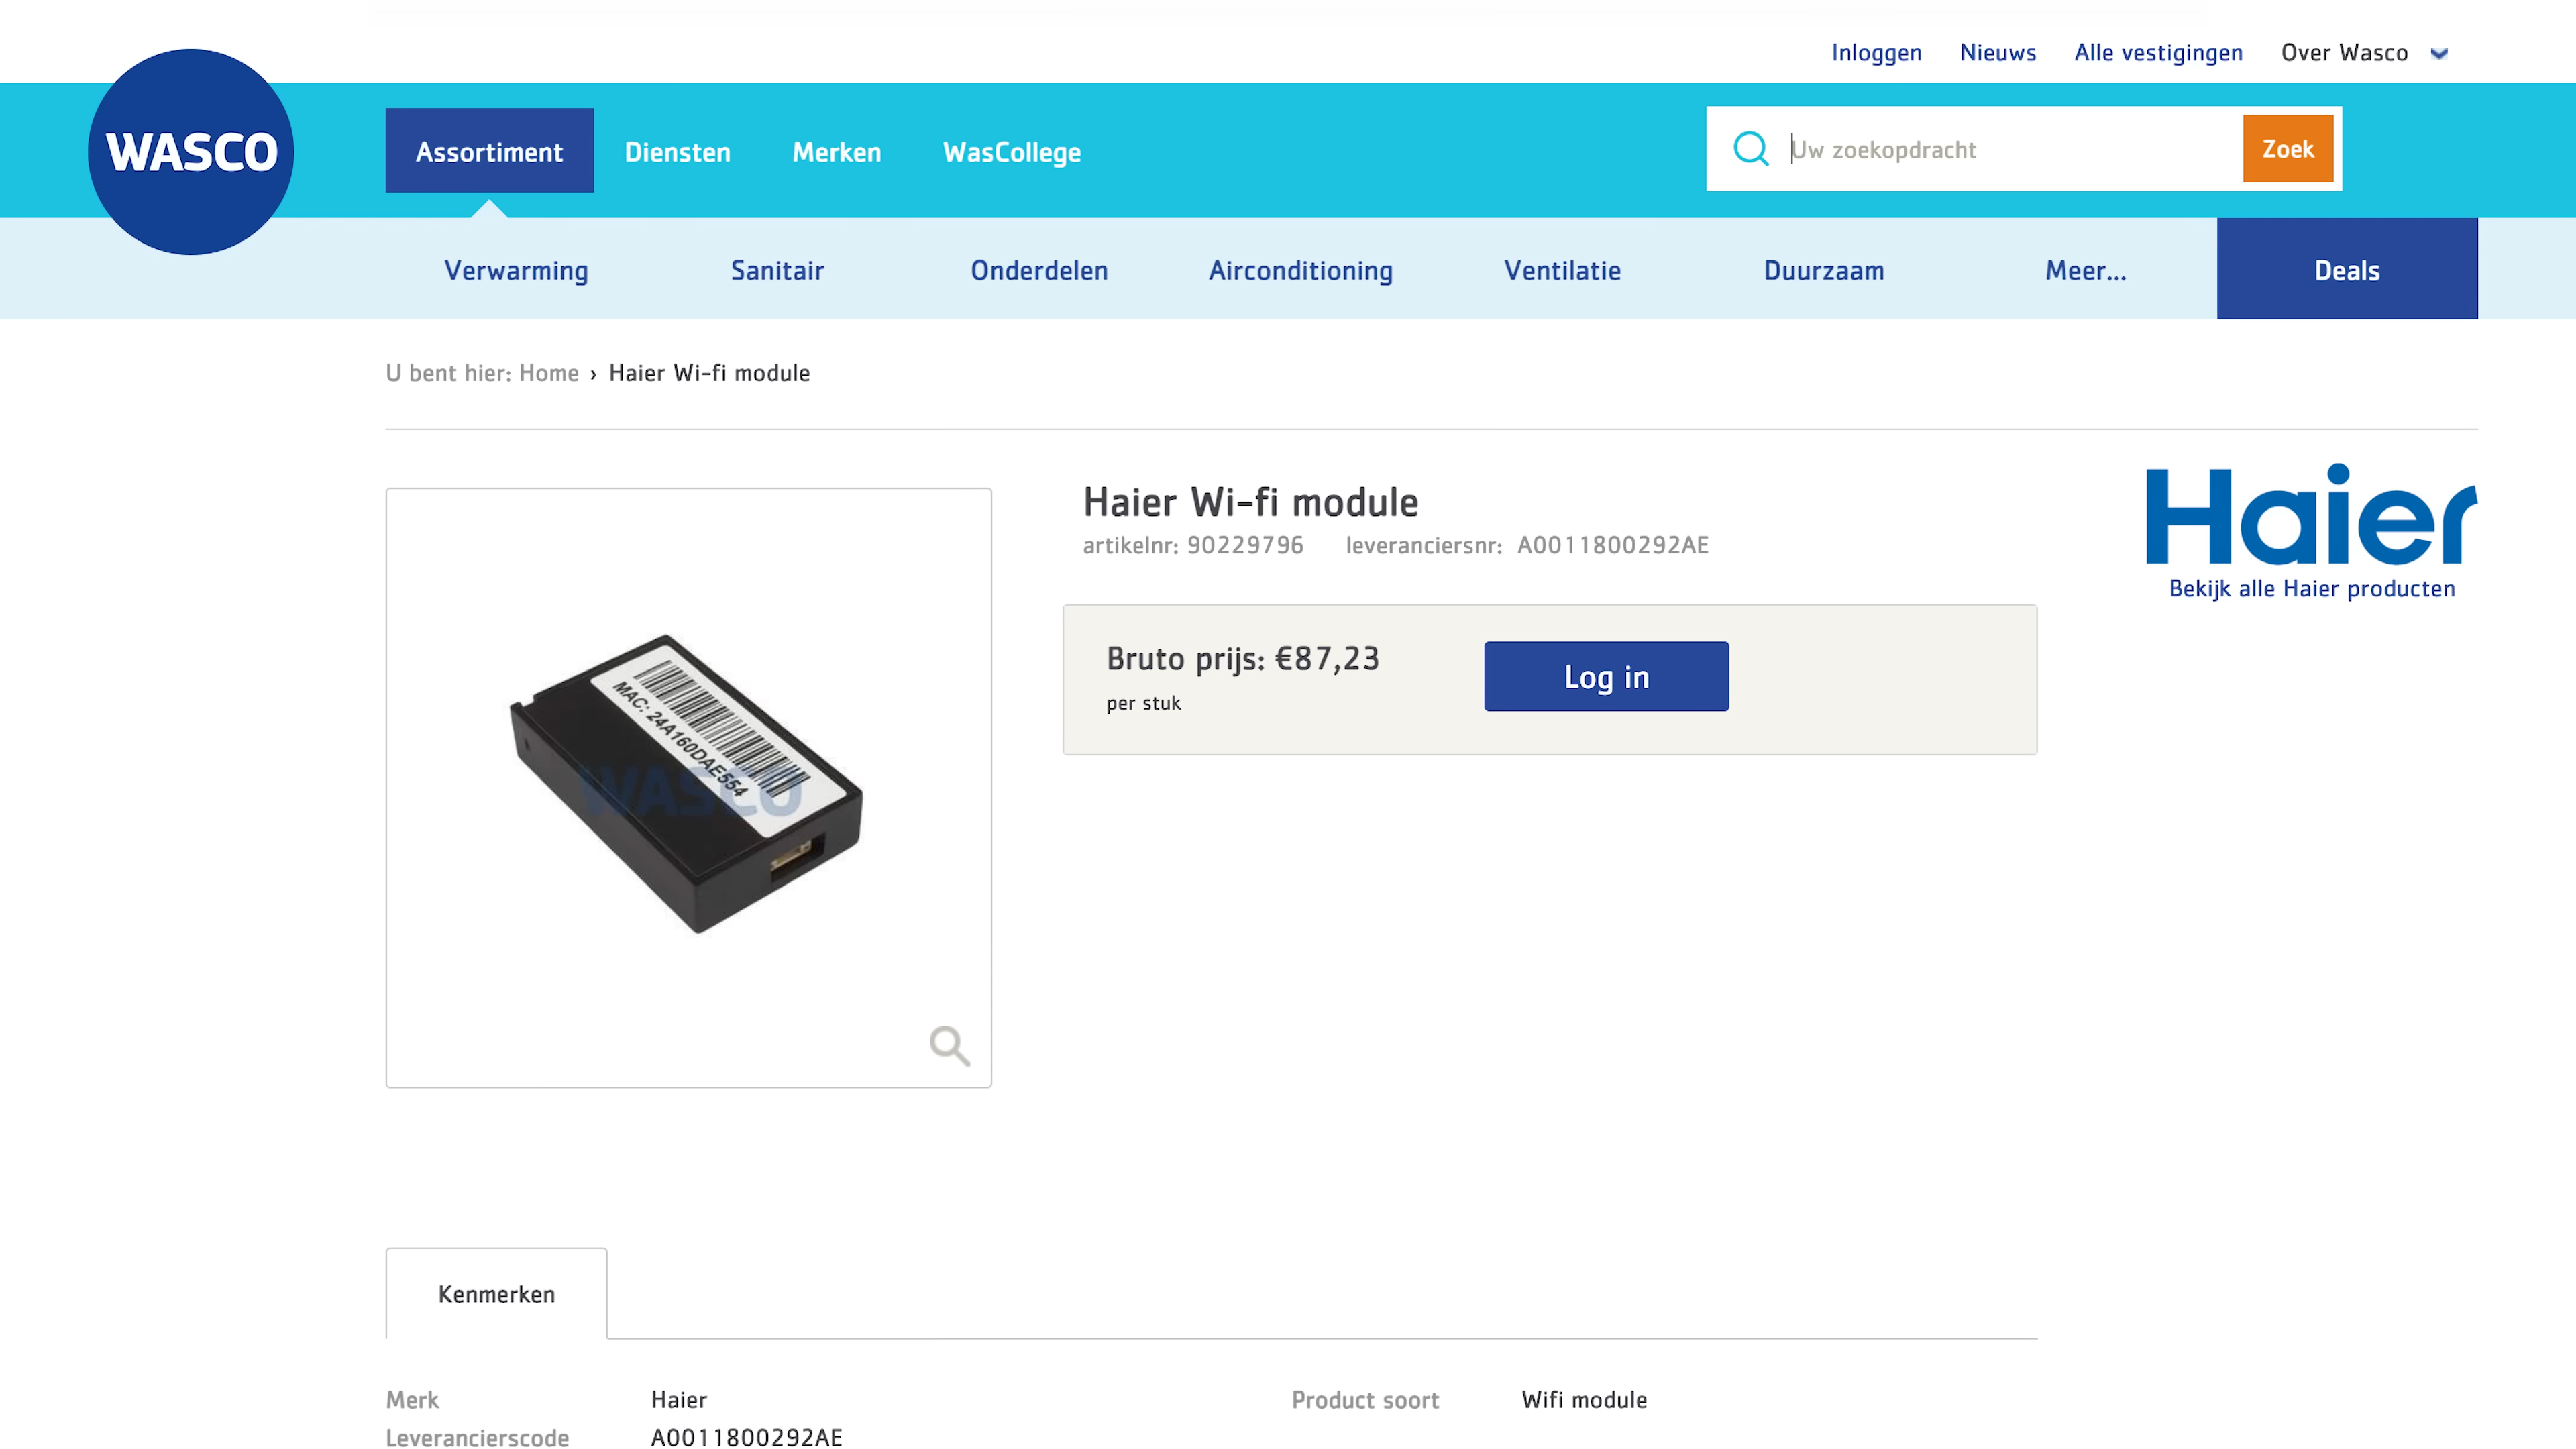 Inloggen Nieuws Alle vestigingen Over Wasco
WASCO
Assortiment Diensten Merken WasCollege
Uw zoekopdracht
Zoek
Verwarming Sanitair Onderdelen Airconditioning Ventilatie Duurzaam Meer... Deals
U bent hier: Home › Haier Wi-fi module
MAC: 24A160DAE554
WASCO
Haier Wi-fi module
artikelnr: 90229796 leveranciersnr: A0011800292AE
Bruto prijs: €87,23
per stuk
Log in
Haier
Bekijk alle Haier producten
Kenmerken
Merk Haier Product soort Wifi module
Leverancierscode A0011800292AE